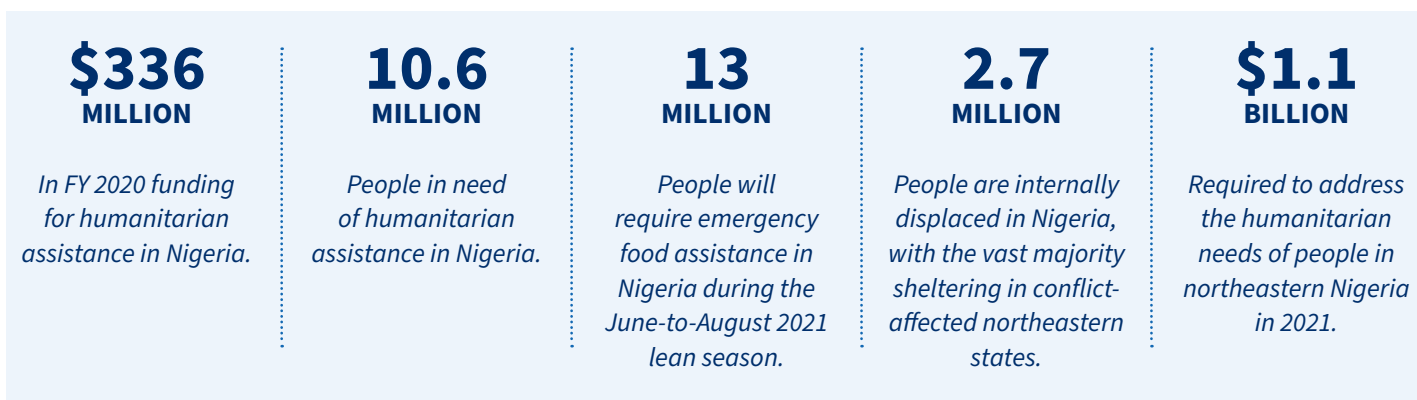 $336
MILLION
In FY 2020 funding
for humanitarian
assistance in Nigeria.
10.6
MILLION
People in need
of humanitarian
assistance in Nigeria.
13
MILLION
People will
require emergency
food assistance in
Nigeria during the
June-to-August 2021
lean season.
2.7
MILLION
People are internally
displaced in Nigeria,
with the vast majority
sheltering in conflict-
affected northeastern
states.
$1.1
BILLION
Required to address
the humanitarian
needs of people in
northeastern Nigeria
in 2021.